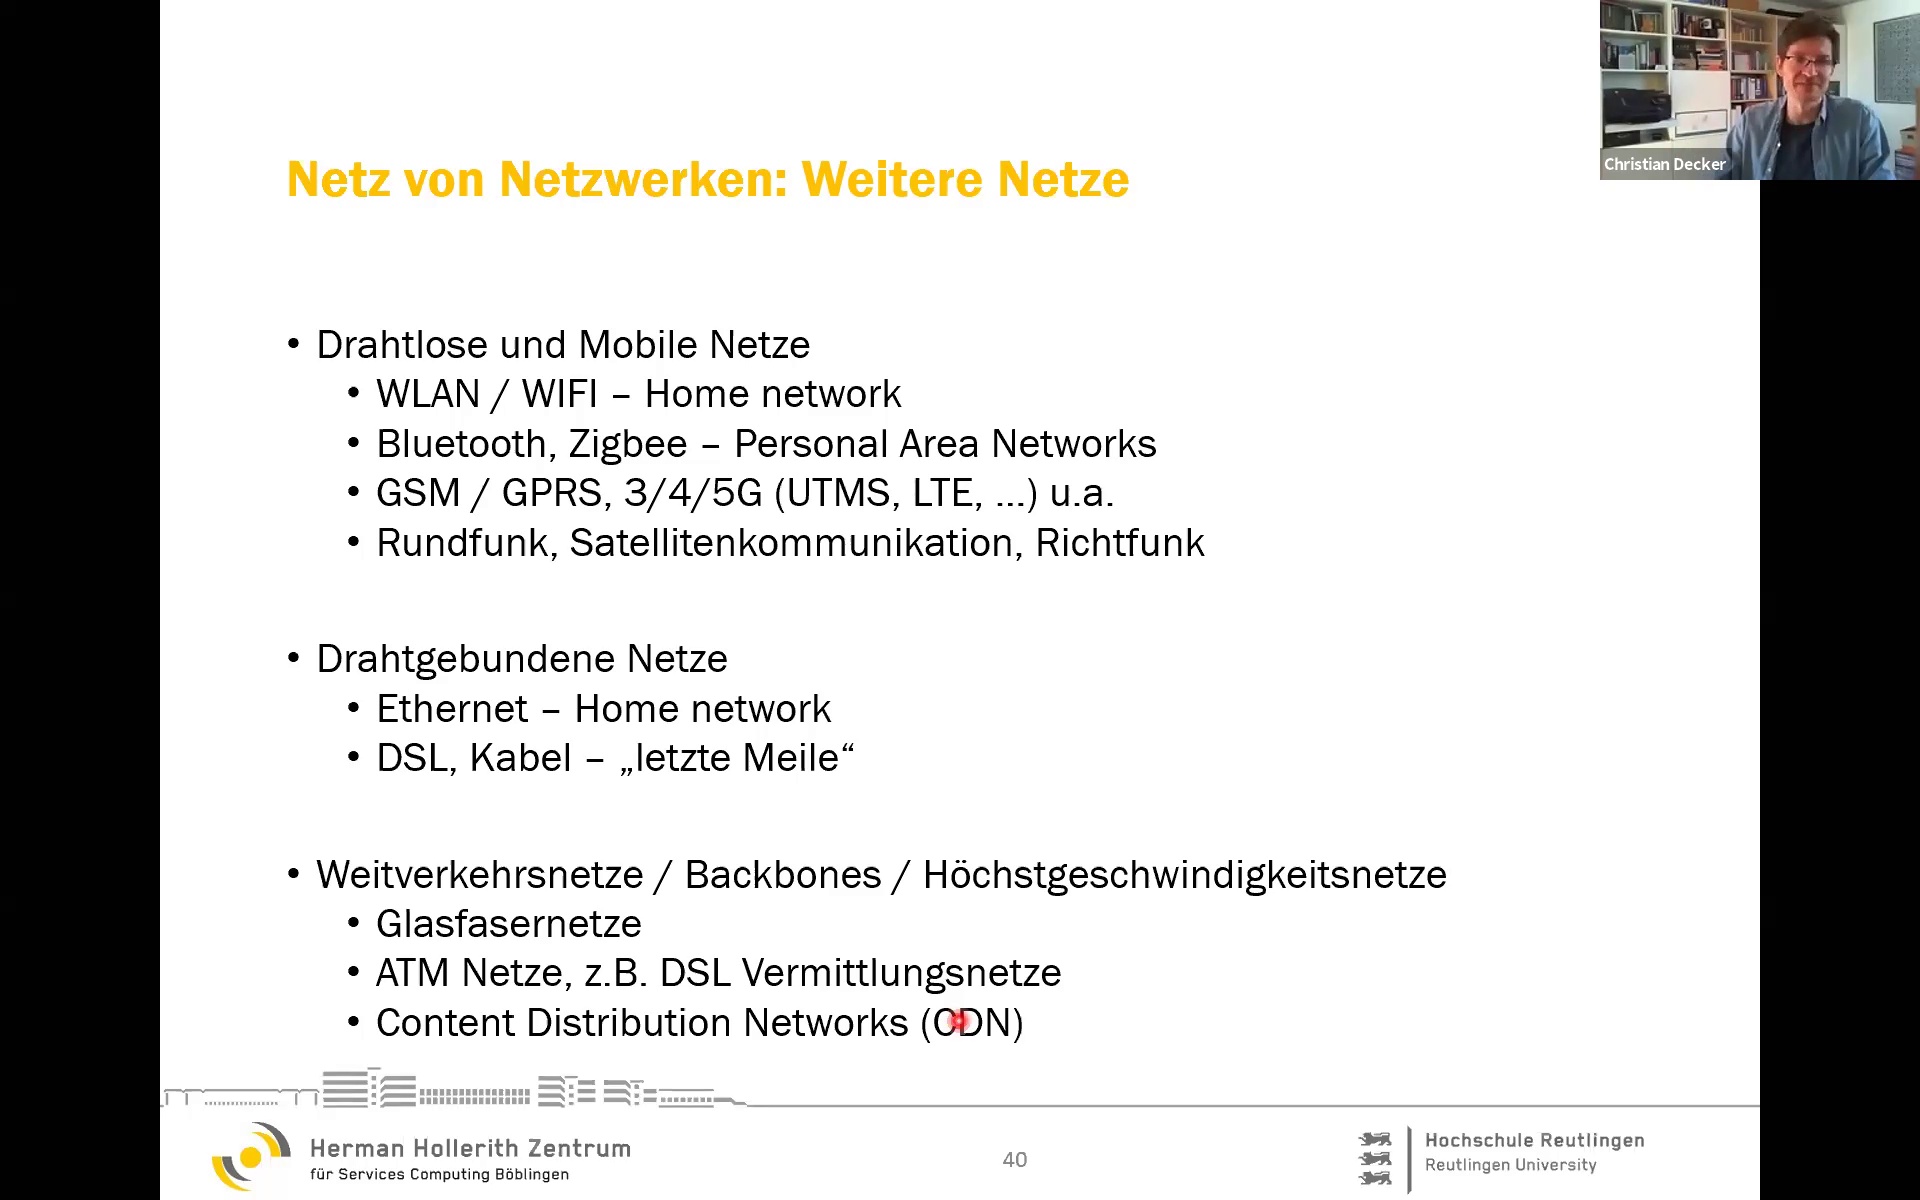 Christian Decker
Netz von Netzwerken: Weitere Netze
• Drahtlose und Mobile Netze
• WLAN / WIFI – Home network
• Bluetooth, Zigbee – Personal Area Networks
• GSM / GPRS, 3/4/5G (UTMS, LTE, ...) u.a.
• Rundfunk, Satellitenkommunikation, Richtfunk
• Drahtgebundene Netze
• Ethernet – Home network
• DSL, Kabel – „letzte Meile“
• Weitverkehrsnetze / Backbones / Höchstgeschwindigkeitsnetze
• Glasfasernetze
• ATM Netze, z.B. DSL Vermittlungsnetze
• Content Distribution Networks (CDN)
Herman Hollerith Zentrum
für Services Computing Böblingen
40
Hochschule Reutlingen
Reutlingen University